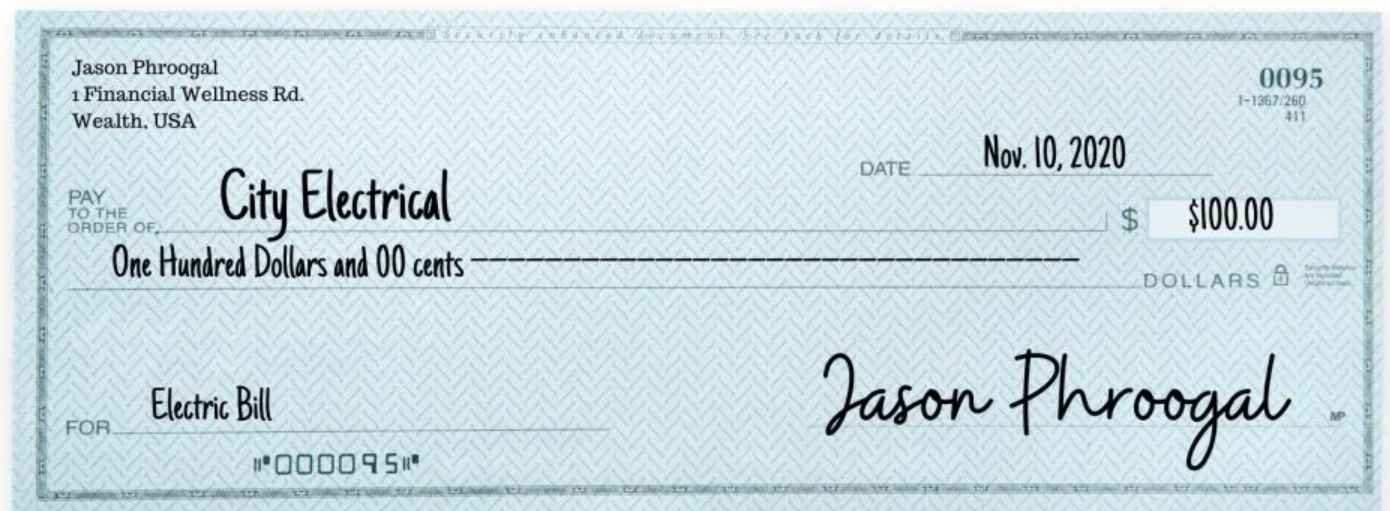 Security enhanced document. See back for details.
Jason Phroogal
1 Financial Wellness Rd.
Wealth, USA
0095
1-1367/260
411
DATE Nov. 10, 2020
PAY TO THE ORDER OF City Electrical $ $100.00
One Hundred Dollars and 00 cents
DOLLARS
FOR Electric Bill
Jason Phroogal
MP
⑈000095⑈